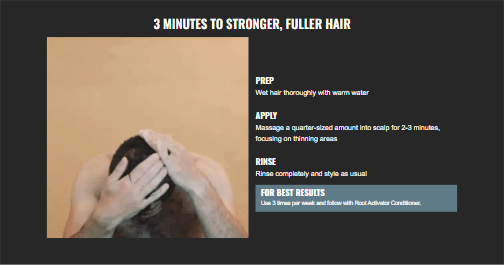 3 MINUTES TO STRONGER, FULLER HAIR
PREP
Wet hair thoroughly with warm water
APPLY
Massage a quarter-sized amount into scalp for 2-3 minutes,
focusing on thinning areas
RINSE
Rinse completely and style as usual
FOR BEST RESULTS
Use 3 times per week and follow with Root Activator Conditioner.